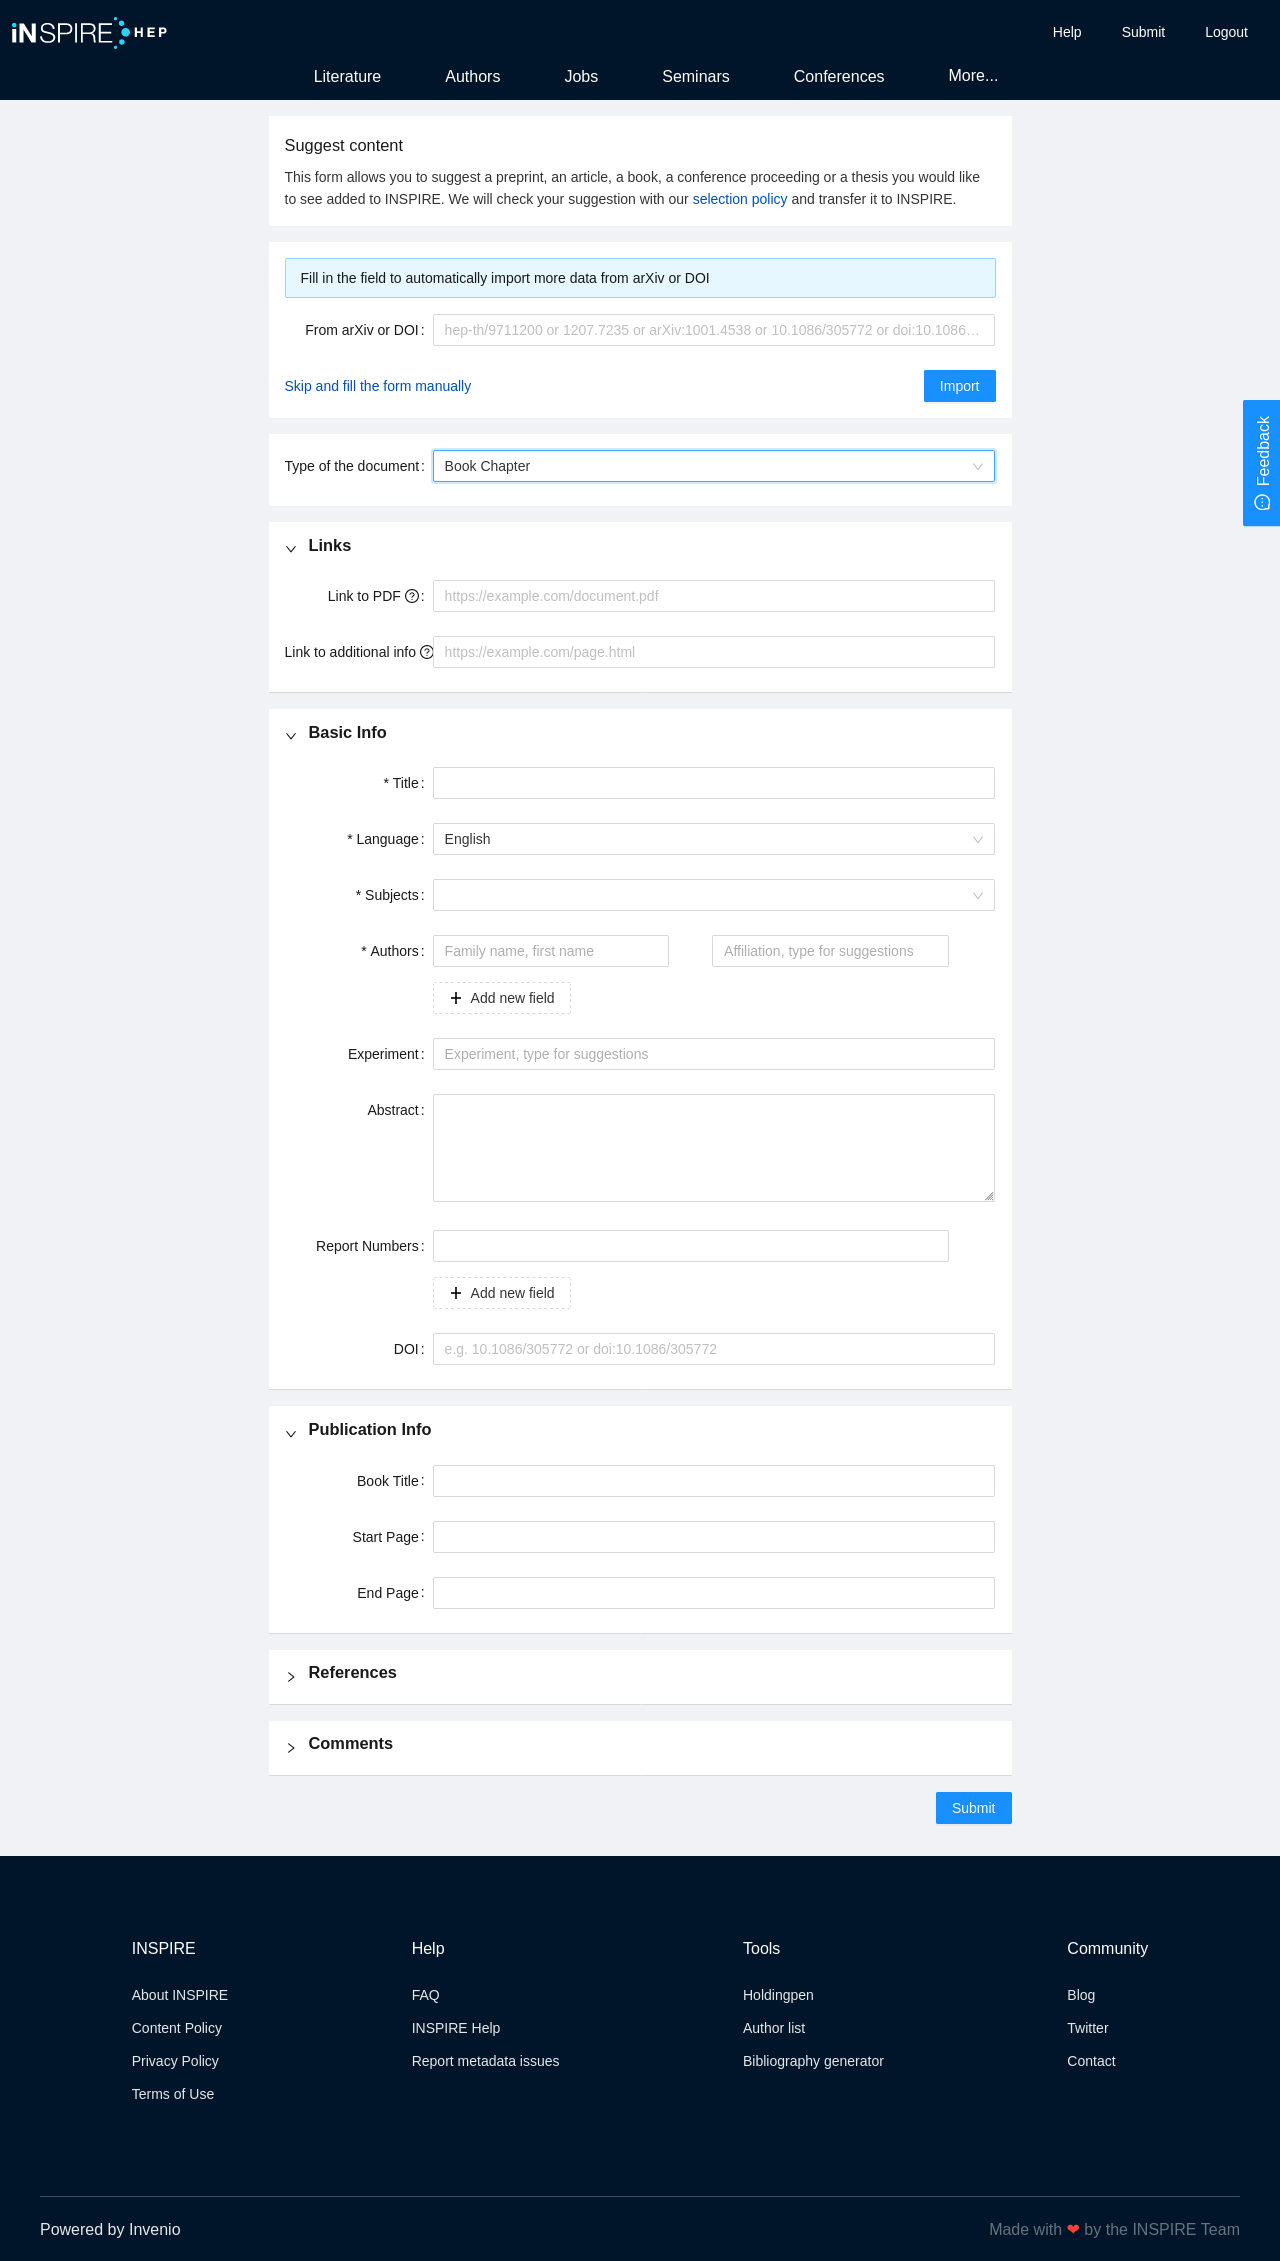 iNSPIRE HEP
Help Submit Logout
Literature Authors Jobs Seminars Conferences More...
Suggest content
This form allows you to suggest a preprint, an article, a book, a conference proceeding or a thesis you would like
to see added to INSPIRE. We will check your suggestion with our selection policy and transfer it to INSPIRE.
Fill in the field to automatically import more data from arXiv or DOI
From arXiv or DOI : hep-th/9711200 or 1207.7235 or arXiv:1001.4538 or 10.1086/305772 or doi:10.1086...
Skip and fill the form manually Import
Feedback
Type of the document : Book Chapter
Links
Link to PDF : https://example.com/document.pdf
Link to additional info https://example.com/page.html
Basic Info
* Title :
* Language : English
* Subjects :
* Authors : Family name, first name Affiliation, type for suggestions
+ Add new field
Experiment : Experiment, type for suggestions
Abstract :
Report Numbers :
+ Add new field
DOI : e.g. 10.1086/305772 or doi:10.1086/305772
Publication Info
Book Title :
Start Page :
End Page :
References
Comments
Submit
INSPIRE Help Tools Community
About INSPIRE FAQ Holdingpen Blog
Content Policy INSPIRE Help Author list Twitter
Privacy Policy Report metadata issues Bibliography generator Contact
Terms of Use
Powered by Invenio Made with ❤ by the INSPIRE Team